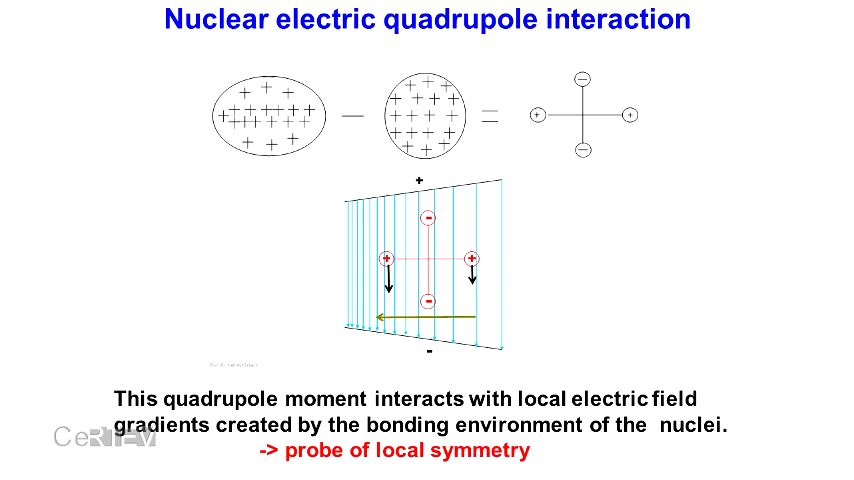 Nuclear electric quadrupole interaction
This quadrupole moment interacts with local electric field
gradients created by the bonding environment of the nuclei.
CeRTEV
-> probe of local symmetry